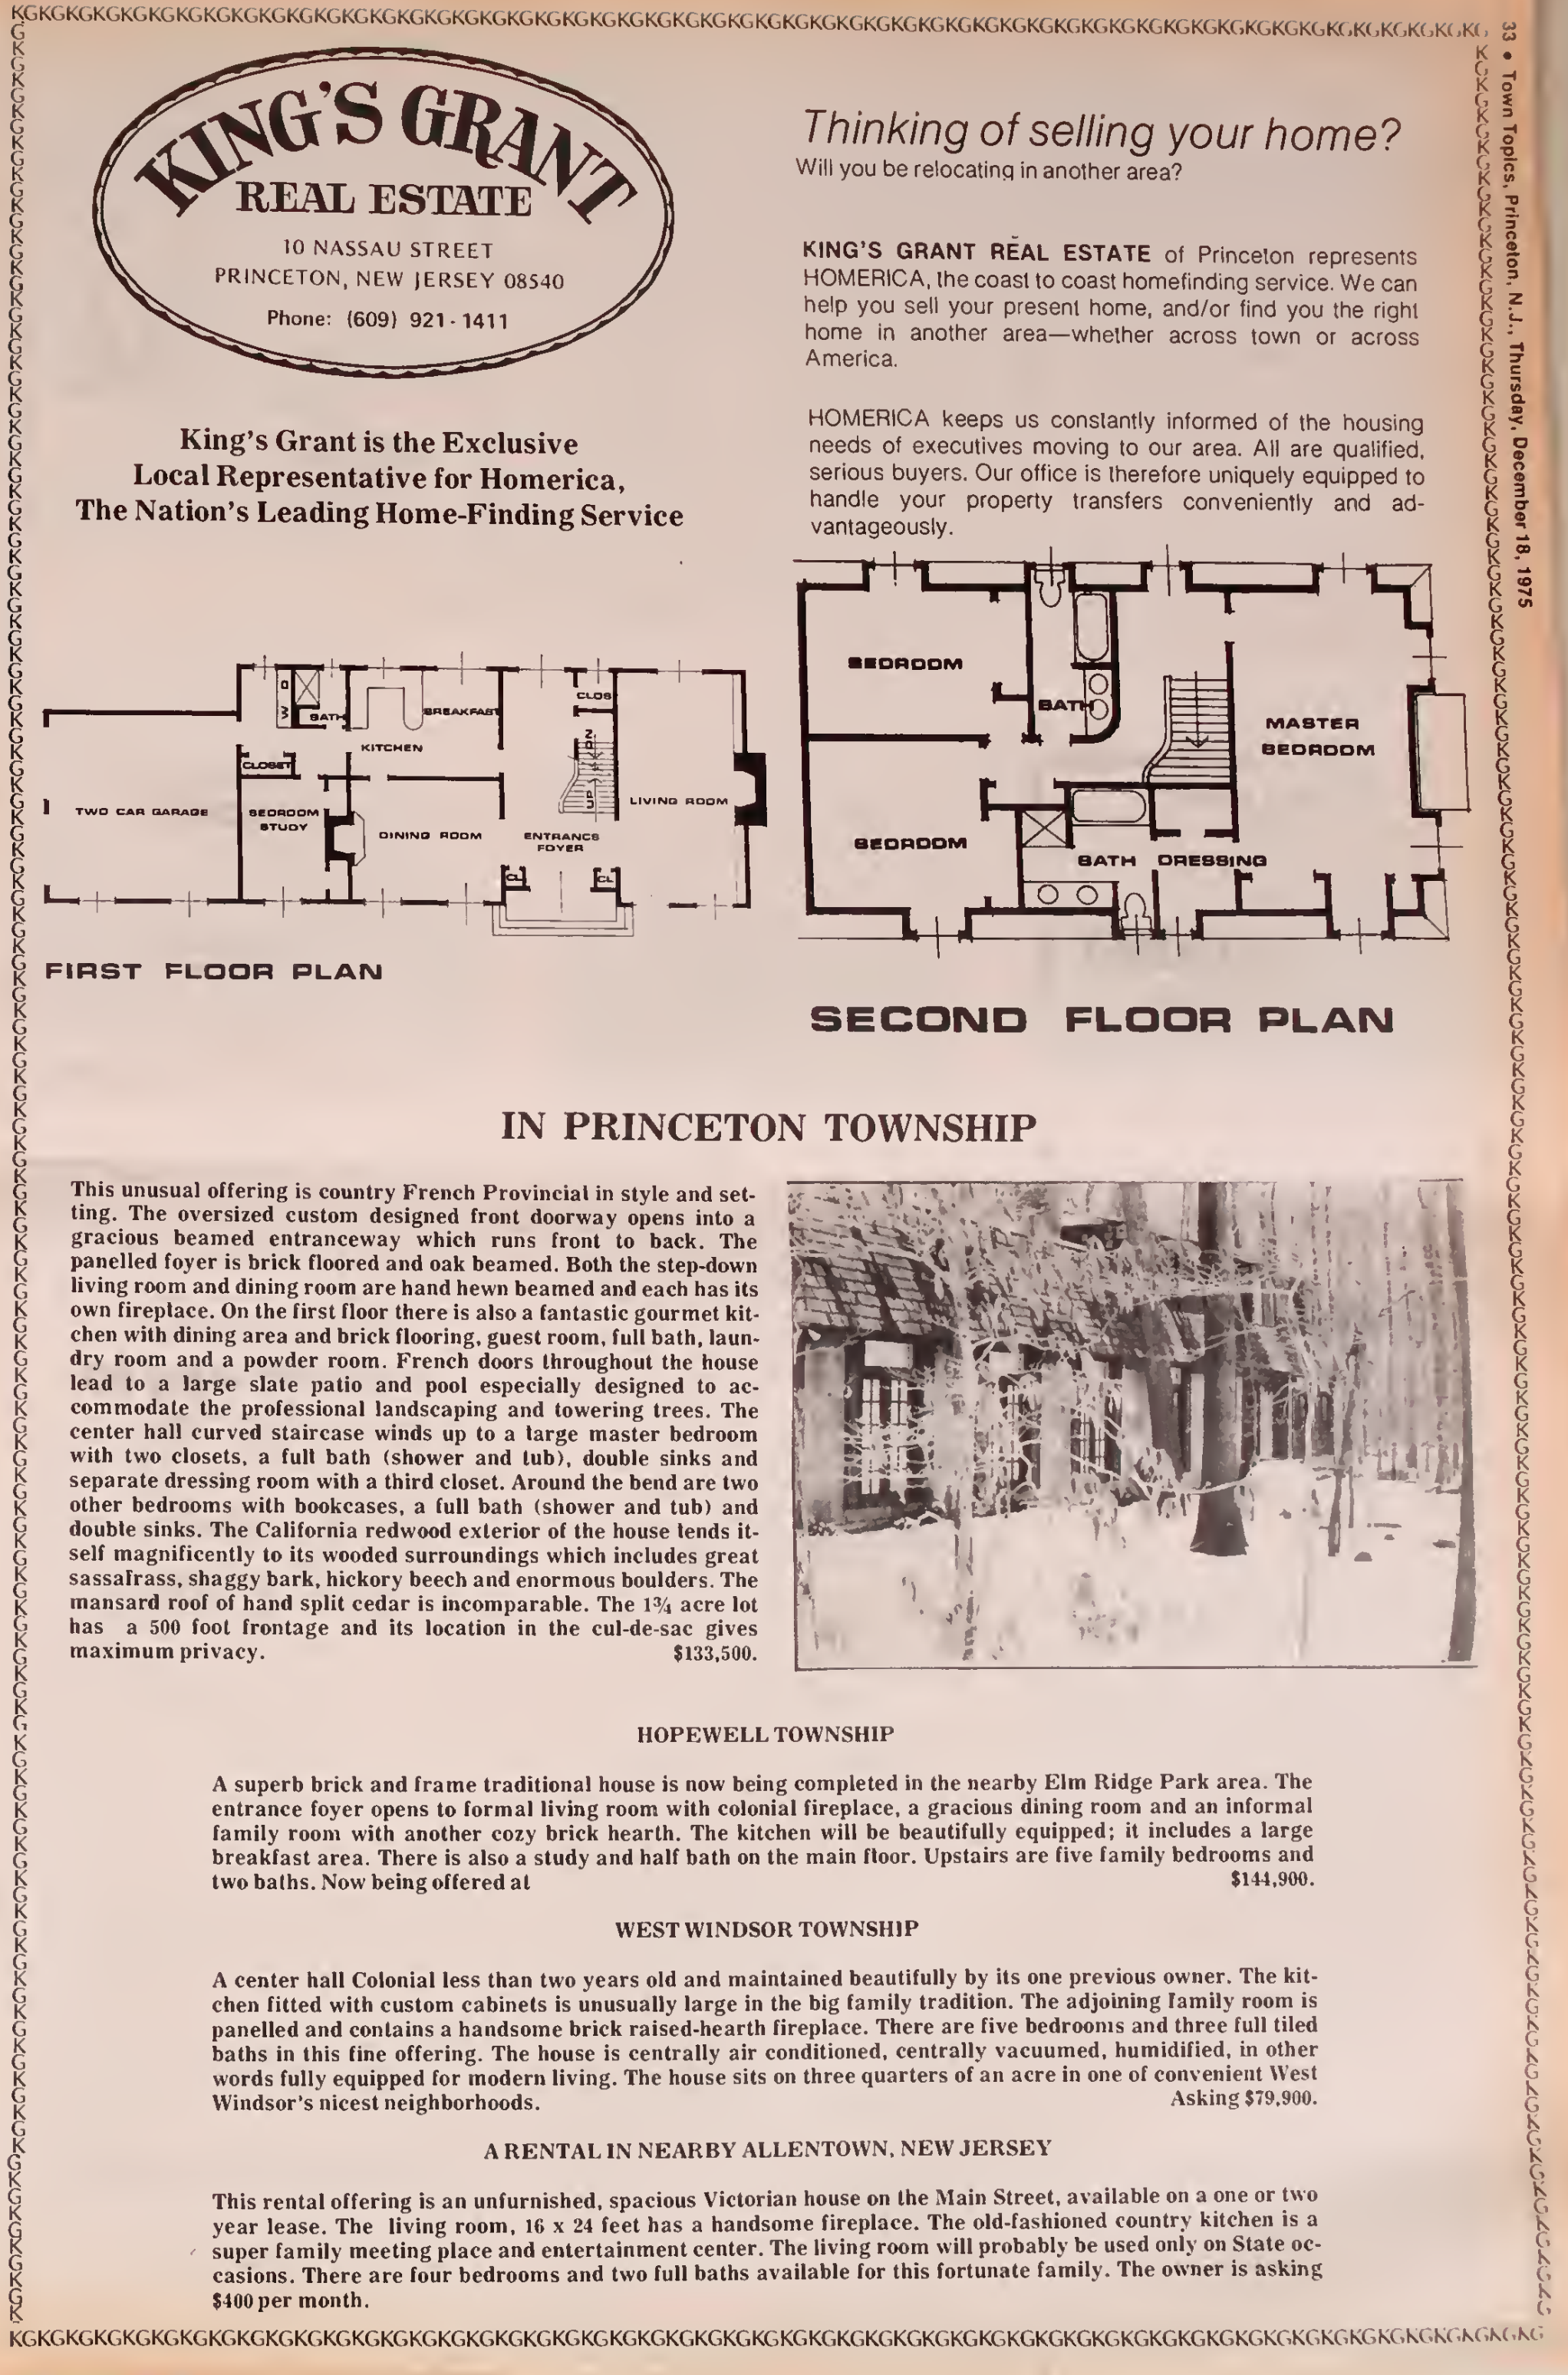 33 • Town Topics, Princeton, N.J., Thursday, December 18, 1975
KING'S GRANT
REAL ESTATE
10 NASSAU STREET
PRINCETON, NEW JERSEY 08540
Phone: (609) 921-1411
King's Grant is the Exclusive
Local Representative for Homerica,
The Nation's Leading Home-Finding Service
Thinking of selling your home?
Will you be relocating in another area?
KING'S GRANT REAL ESTATE of Princeton represents
HOMERICA, the coast to coast homefinding service. We can
help you sell your present home, and/or find you the right
home in another area—whether across town or across
America.
HOMERICA keeps us constantly informed of the housing
needs of executives moving to our area. All are qualified,
serious buyers. Our office is therefore uniquely equipped to
handle your property transfers conveniently and ad-
vantageously.
D
W
BATH
BREAKFAST
CLOS
KITCHEN
DN
CLOSET
TWO CAR GARAGE
BEDROOM
STUDY
DINING ROOM
ENTRANCE
FOYER
UP
LIVING ROOM
CL
CL
FIRST FLOOR PLAN
BEDROOM
BATH
MASTER
BEDROOM
BEDROOM
BATH DRESSING
SECOND FLOOR PLAN
IN PRINCETON TOWNSHIP
This unusual offering is country French Provincial in style and set-
ting. The oversized custom designed front doorway opens into a
gracious beamed entranceway which runs front to back. The
panelled foyer is brick floored and oak beamed. Both the step-down
living room and dining room are hand hewn beamed and each has its
own fireplace. On the first floor there is also a fantastic gourmet kit-
chen with dining area and brick flooring, guest room, full bath, laun-
dry room and a powder room. French doors throughout the house
lead to a large slate patio and pool especially designed to ac-
commodate the professional landscaping and towering trees. The
center hall curved staircase winds up to a large master bedroom
with two closets, a full bath (shower and tub), double sinks and
separate dressing room with a third closet. Around the bend are two
other bedrooms with bookcases, a full bath (shower and tub) and
double sinks. The California redwood exterior of the house lends it-
self magnificently to its wooded surroundings which includes great
sassafrass, shaggy bark, hickory beech and enormous boulders. The
mansard roof of hand split cedar is incomparable. The 1¾ acre lot
has a 500 foot frontage and its location in the cul-de-sac gives
maximum privacy. $133,500.
HOPEWELL TOWNSHIP
A superb brick and frame traditional house is now being completed in the nearby Elm Ridge Park area. The
entrance foyer opens to formal living room with colonial fireplace, a gracious dining room and an informal
family room with another cozy brick hearth. The kitchen will be beautifully equipped; it includes a large
breakfast area. There is also a study and half bath on the main floor. Upstairs are five family bedrooms and
two baths. Now being offered at $144,900.
WEST WINDSOR TOWNSHIP
A center hall Colonial less than two years old and maintained beautifully by its one previous owner. The kit-
chen fitted with custom cabinets is unusually large in the big family tradition. The adjoining family room is
panelled and contains a handsome brick raised-hearth fireplace. There are five bedrooms and three full tiled
baths in this fine offering. The house is centrally air conditioned, centrally vacuumed, humidified, in other
words fully equipped for modern living. The house sits on three quarters of an acre in one of convenient West
Windsor's nicest neighborhoods. Asking $79,900.
A RENTAL IN NEARBY ALLENTOWN, NEW JERSEY
This rental offering is an unfurnished, spacious Victorian house on the Main Street, available on a one or two
year lease. The living room, 16 x 24 feet has a handsome fireplace. The old-fashioned country kitchen is a
super family meeting place and entertainment center. The living room will probably be used only on State oc-
casions. There are four bedrooms and two full baths available for this fortunate family. The owner is asking
$400 per month.